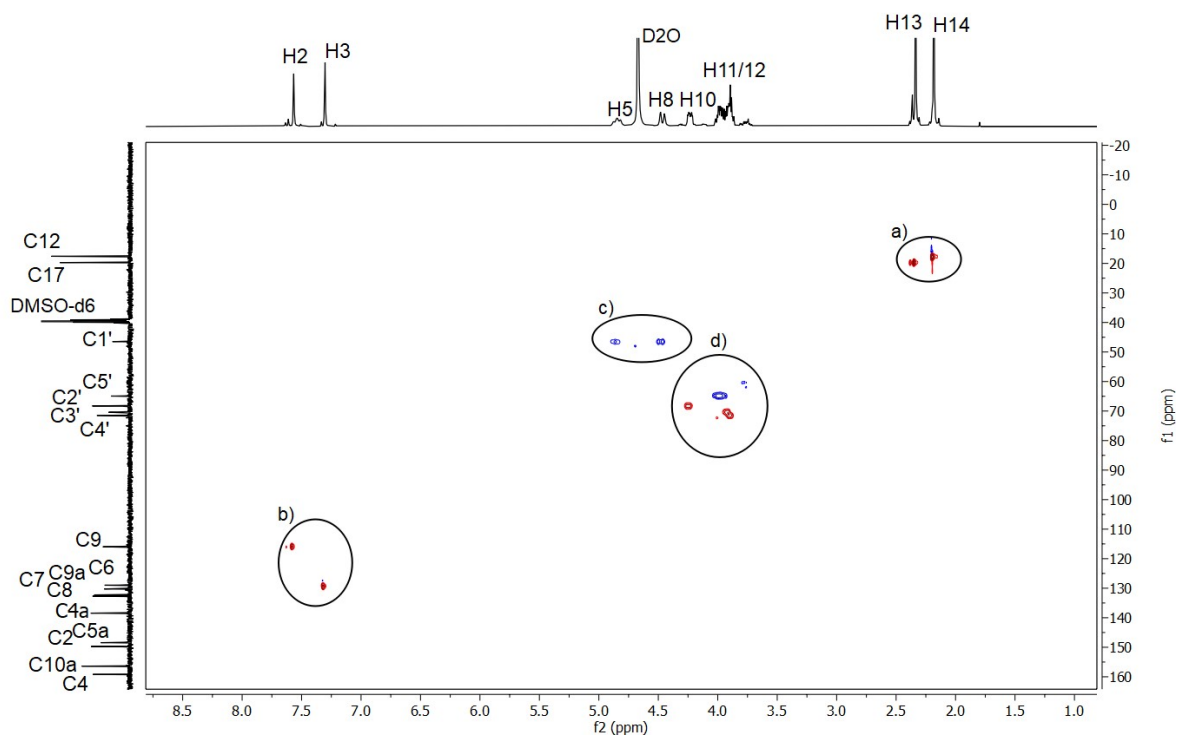 H2 H3 D2O H5 H8 H10 H11/12 H13 H14
C12
C17
DMSO-d6
C1'
C5'
C2'
C3'
C4'
C9
C7 C9a C6
C8
C4a
C2 C5a
C10a
C4
a)
c)
d)
b)
-20
-10
0
10
20
30
40
50
60
70
80
90
100
110
120
130
140
150
160
f1 (ppm)
8.5 8.0 7.5 7.0 6.5 6.0 5.5 5.0 4.5 4.0 3.5 3.0 2.5 2.0 1.5 1.0
f2 (ppm)